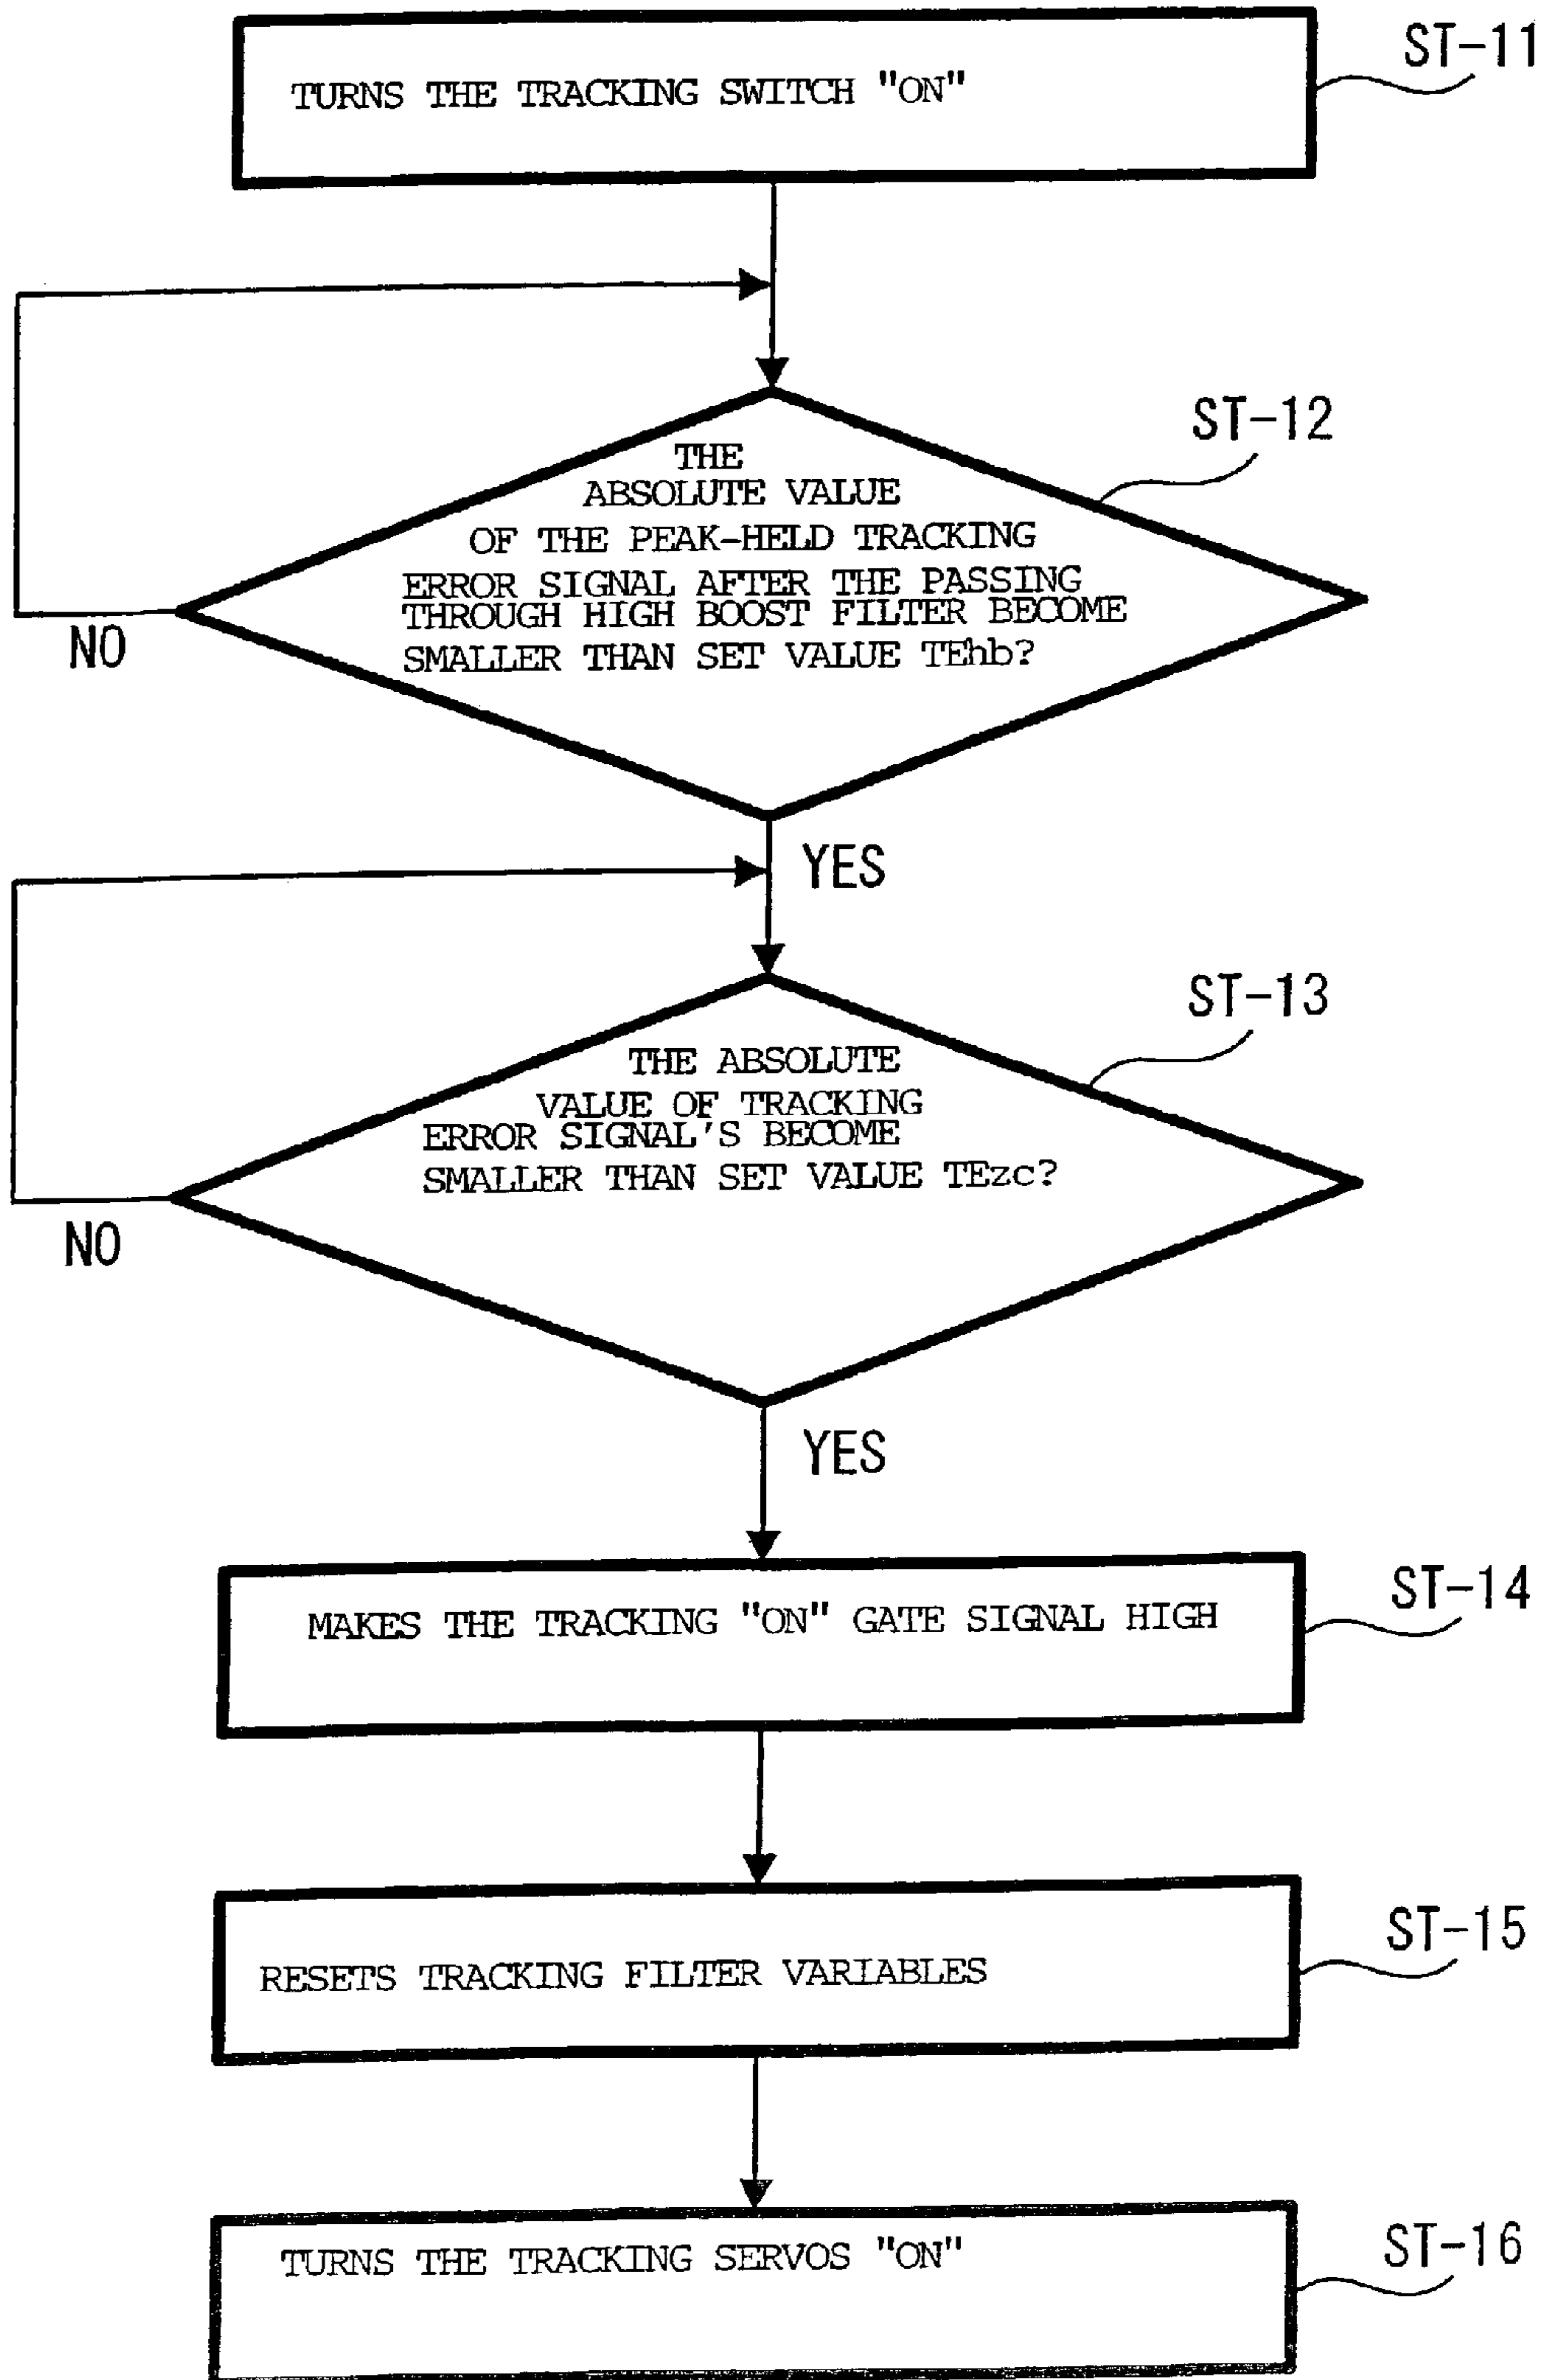 TURNS THE TRACKING SWITCH "ON"
ST-11
ST-12
THE
ABSOLUTE VALUE
OF THE PEAK-HELD TRACKING
ERROR SIGNAL AFTER THE PASSING
THROUGH HIGH BOOST FILTER BECOME
SMALLER THAN SET VALUE TEhb?
NO
YES
ST-13
THE ABSOLUTE
VALUE OF TRACKING
ERROR SIGNAL'S BECOME
SMALLER THAN SET VALUE TEzc?
NO
YES
MAKES THE TRACKING "ON" GATE SIGNAL HIGH
ST-14
RESETS TRACKING FILTER VARIABLES
ST-15
TURNS THE TRACKING SERVOS "ON"
ST-16